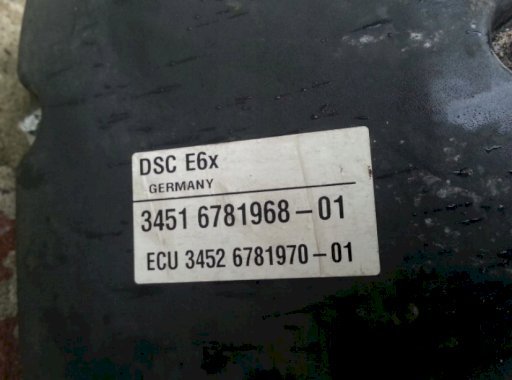 DSC E6x
GERMANY
3451 6781968-01
ECU 3452 6781970-01